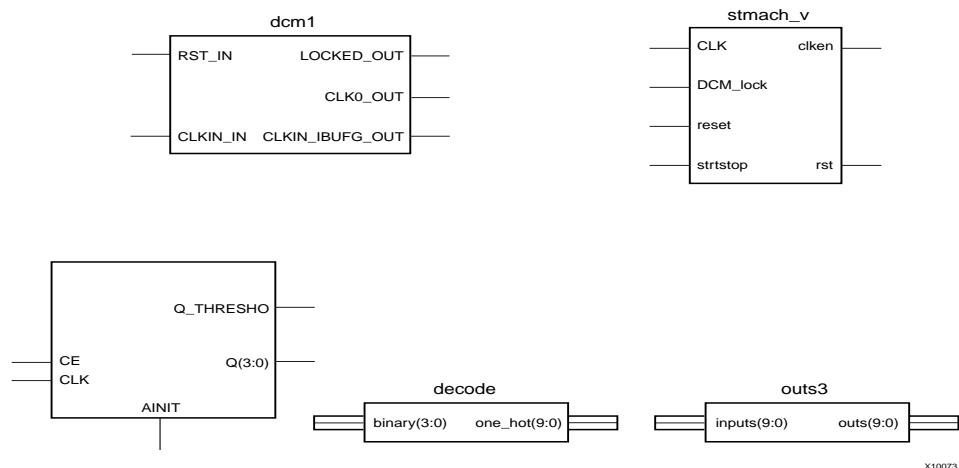 dcm1
RST_IN LOCKED_OUT
CLK0_OUT
CLKIN_IN CLKIN_IBUFG_OUT
stmach_v
CLK clken
DCM_lock
reset
strtstop rst
Q_THRESHO
CE Q(3:0)
CLK
AINIT
decode
binary(3:0) one_hot(9:0)
outs3
inputs(9:0) outs(9:0)
X10073